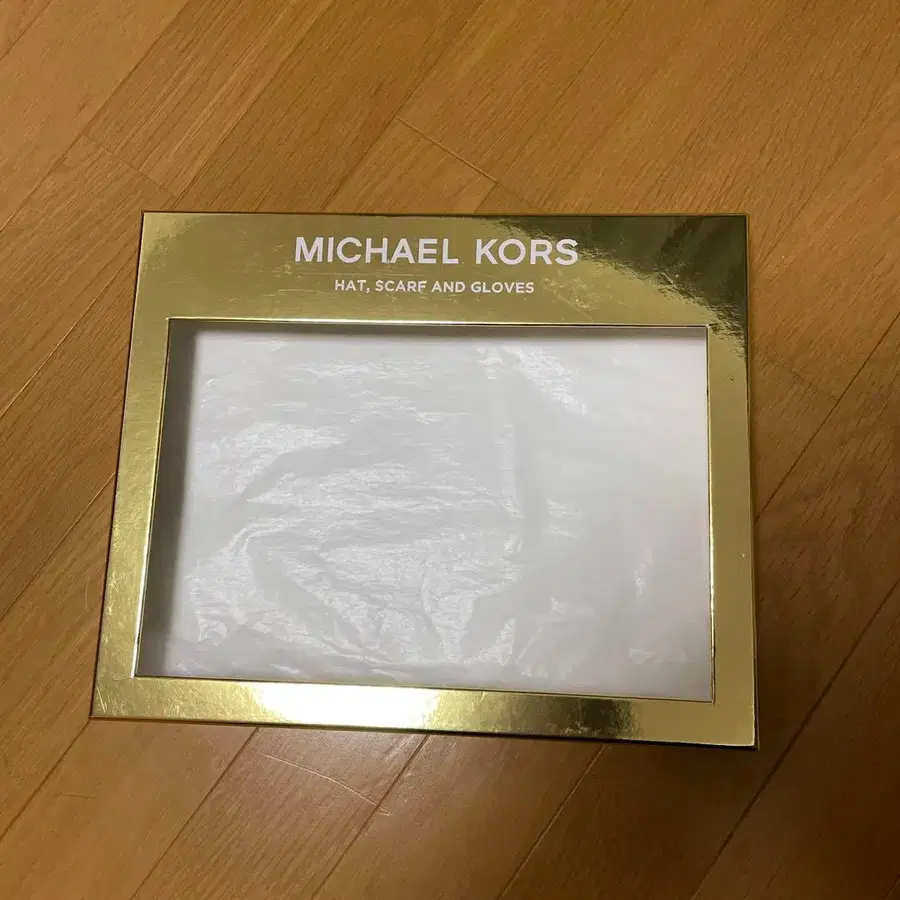 MICHAEL KORS
HAT, SCARF AND GLOVES